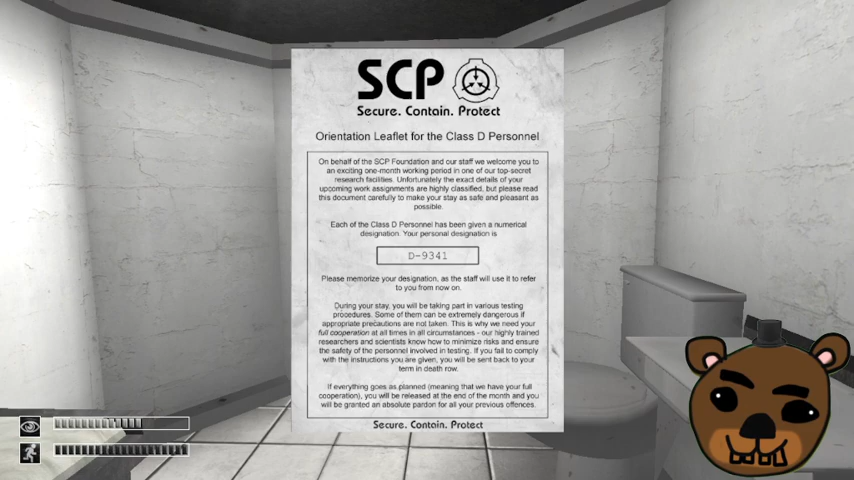 SCP
Secure. Contain. Protect
Orientation Leaflet for the Class D Personnel
On behalf of the SCP Foundation and our staff we welcome you to
an exciting one-month working period in one of our top-secret
research facilities. Unfortunately the exact details of your
upcoming work assignments are highly classified, but please read
this document carefully to make your stay as safe and pleasant as
possible.
Each of the Class D Personnel has been given a numerical
designation. Your personal designation is
D-9341
Please memorize your designation, as the staff will use it to refer
to you from now on.
During your stay, you will be taking part in various testing
procedures. Some of them can be extremely dangerous if
appropriate precautions are not taken. This is why we need your
full cooperation at all times in all circumstances - our highly trained
researchers and scientists know how to minimize risks and ensure
the safety of the personnel involved in testing. If you fail to comply
with the instructions you are given, you will be sent back to your
term in death row.
If everything goes as planned (meaning that we have your full
cooperation), you will be released at the end of the month and you
will be granted an absolute pardon for all your previous offences.
Secure. Contain. Protect